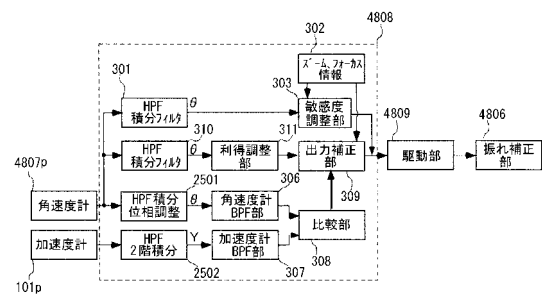 4808
302
ズーム、フォーカス
情報
301
303
HPF
積分フィルタ
θ
敏感度
調整部
310
311
4809
4806
HPF
積分フィルタ
θ
利得調整
部
出力補正
部
駆動部
振れ補正
部
4807p
2501
306
309
角速度計
HPF積分
位相調整
θ
角速度計
BPF部
比較部
加速度計
HPF
2階積分
Y
加速度計
BPF部
308
101p
2502
307